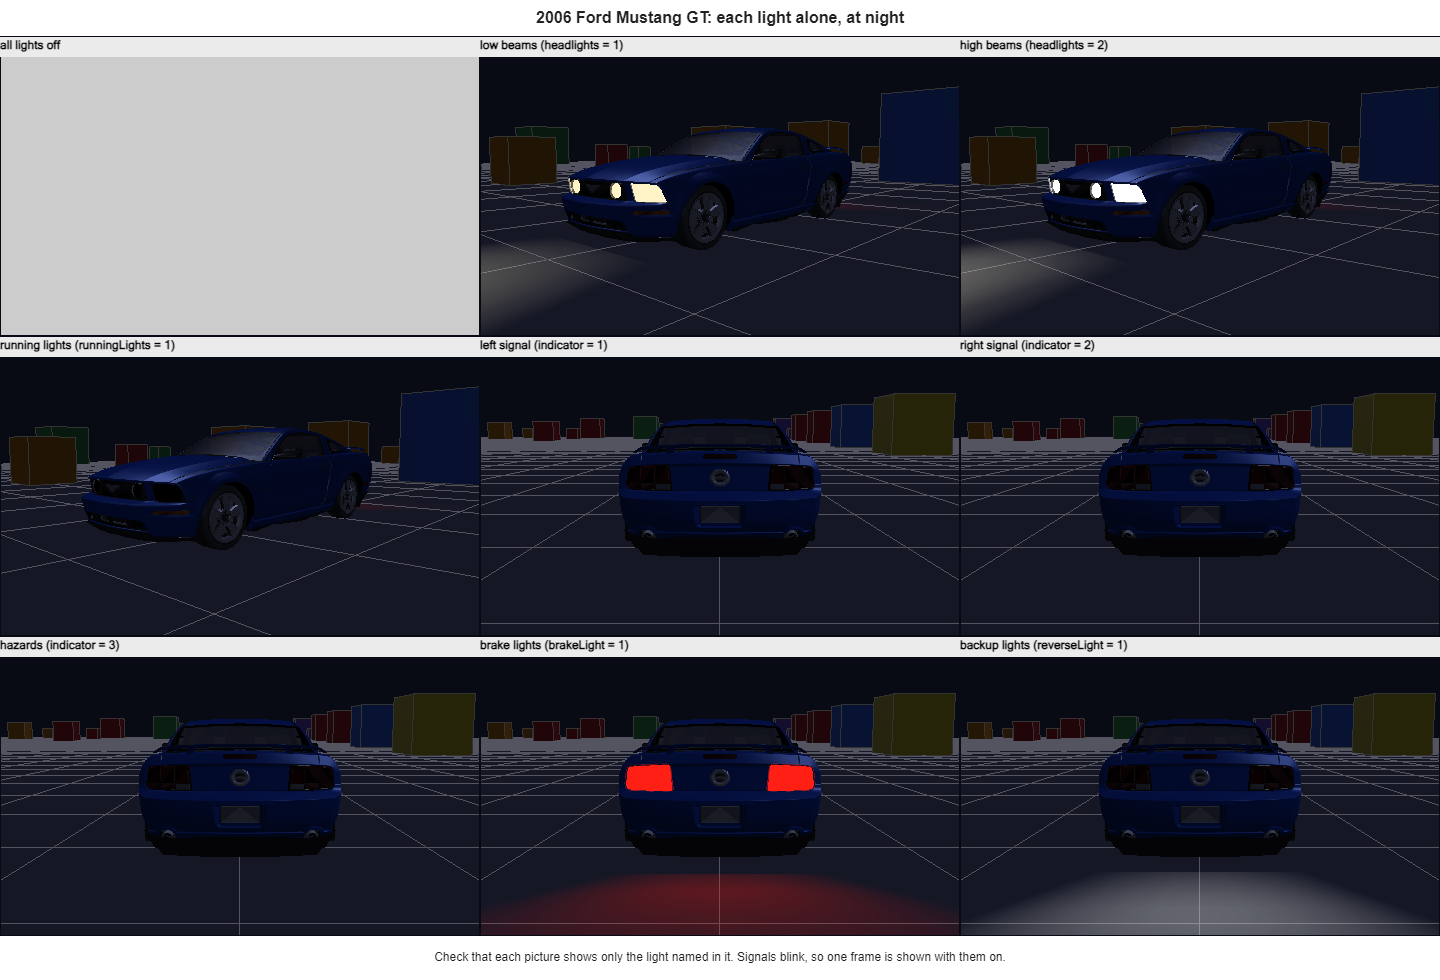 2006 Ford Mustang GT: each light alone, at night
all lights off
low beams (headlights = 1)
high beams (headlights = 2)
running lights (runningLights = 1)
left signal (indicator = 1)
right signal (indicator = 2)
hazards (indicator = 3)
brake lights (brakeLight = 1)
backup lights (reverseLight = 1)
Check that each picture shows only the light named in it. Signals blink, so one frame is shown with them on.